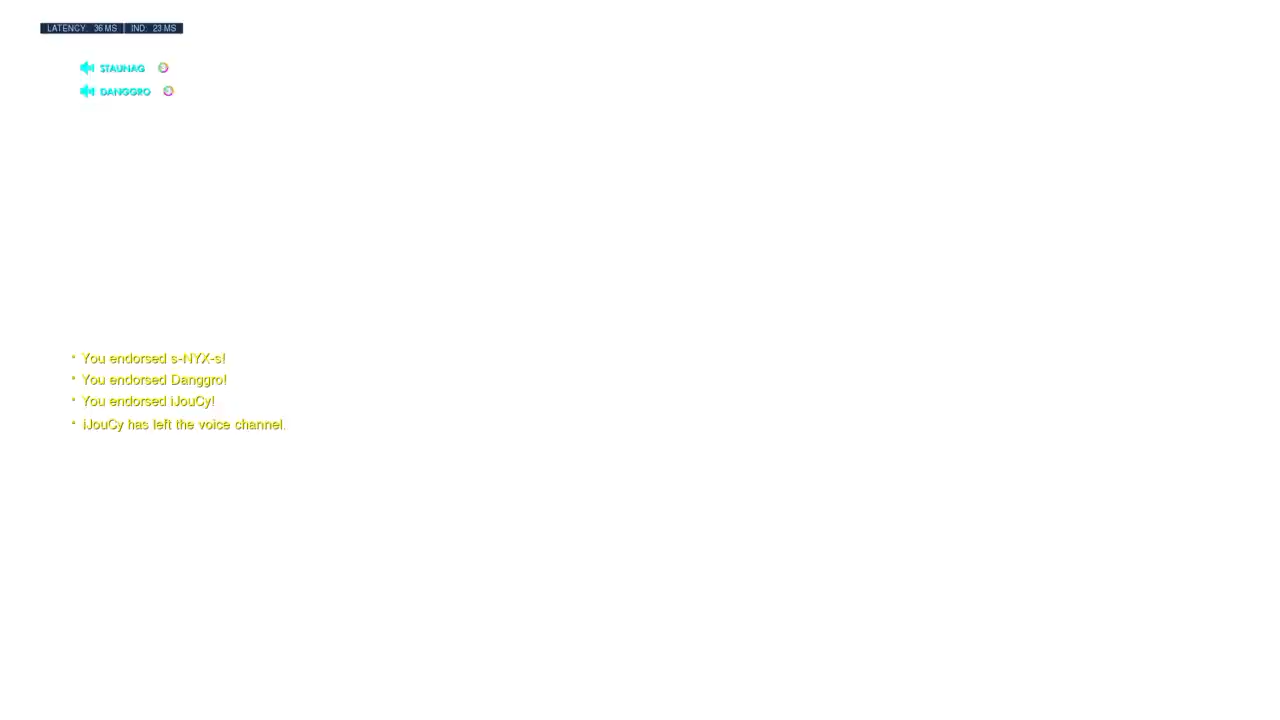 LATENCY: 36 MS | IND: 23 MS
STAUNAG
DANGGRO
• You endorsed s-NYX-s!
• You endorsed Danggro!
• You endorsed iJouCy!
• iJouCy has left the voice channel.